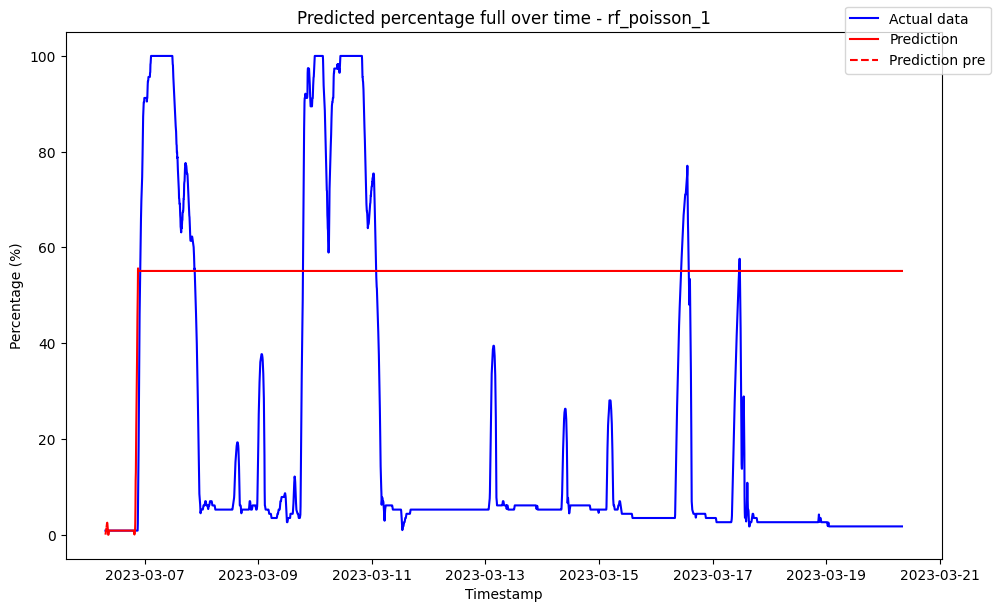 Predicted percentage full over time - rf_poisson_1
Actual data
Prediction
Prediction pre
100
80
60
40
20
0
Percentage (%)
2023-03-07
2023-03-09
2023-03-11
2023-03-13
2023-03-15
2023-03-17
2023-03-19
2023-03-21
Timestamp